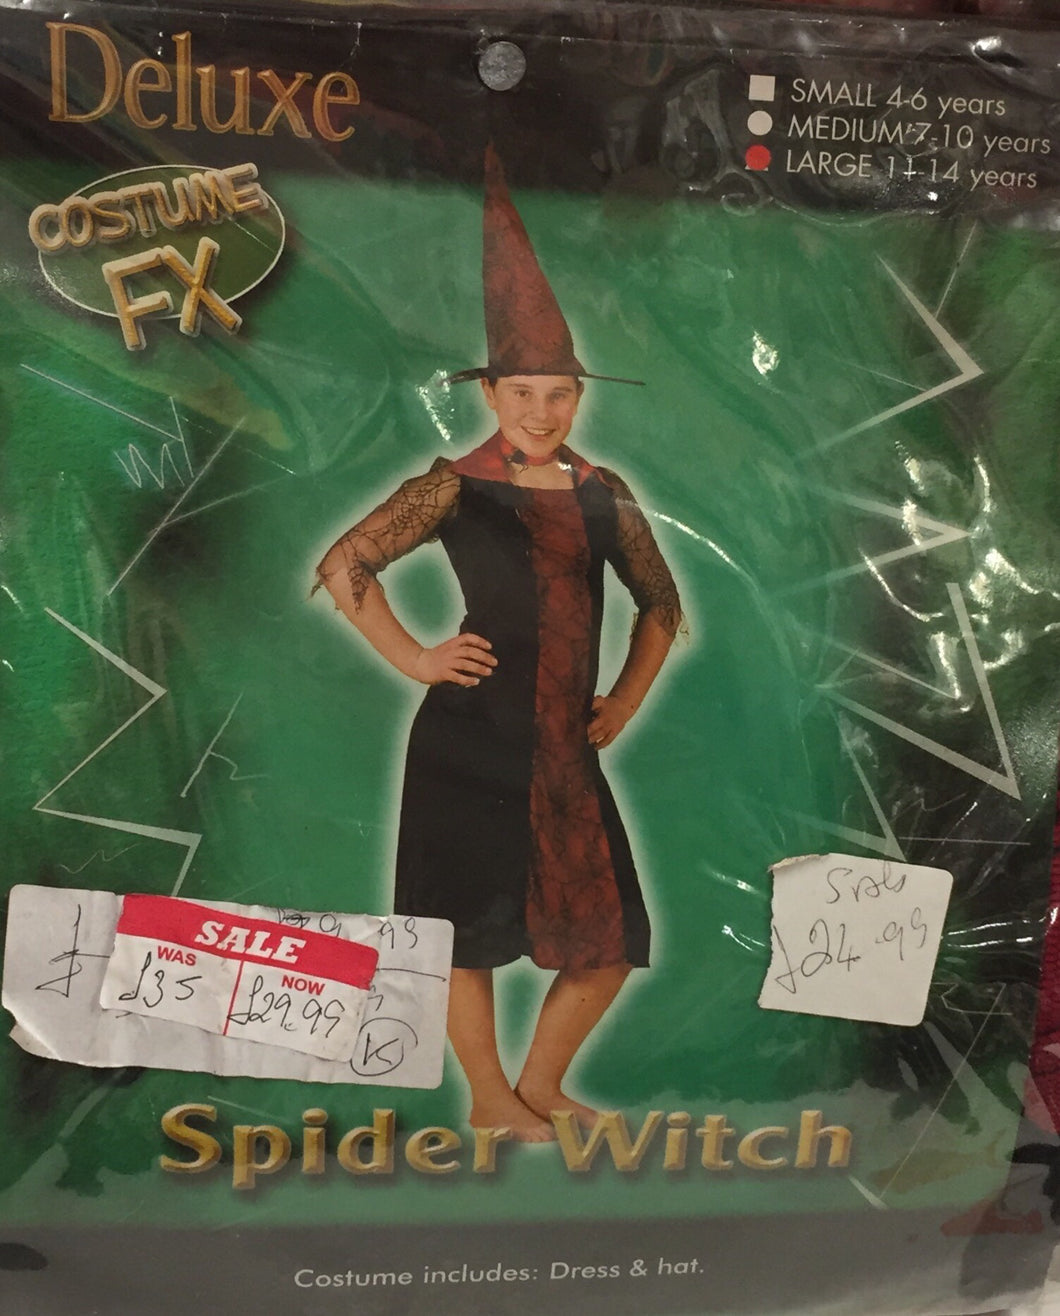 Deluxe
SMALL 4-6 years
MEDIUM 7-10 years
LARGE 11-14 years
COSTUME
FX
SALE
WAS
£35
NOW
£29.99
K
Sale
£24.99
Spider Witch
Costume includes: Dress & hat.